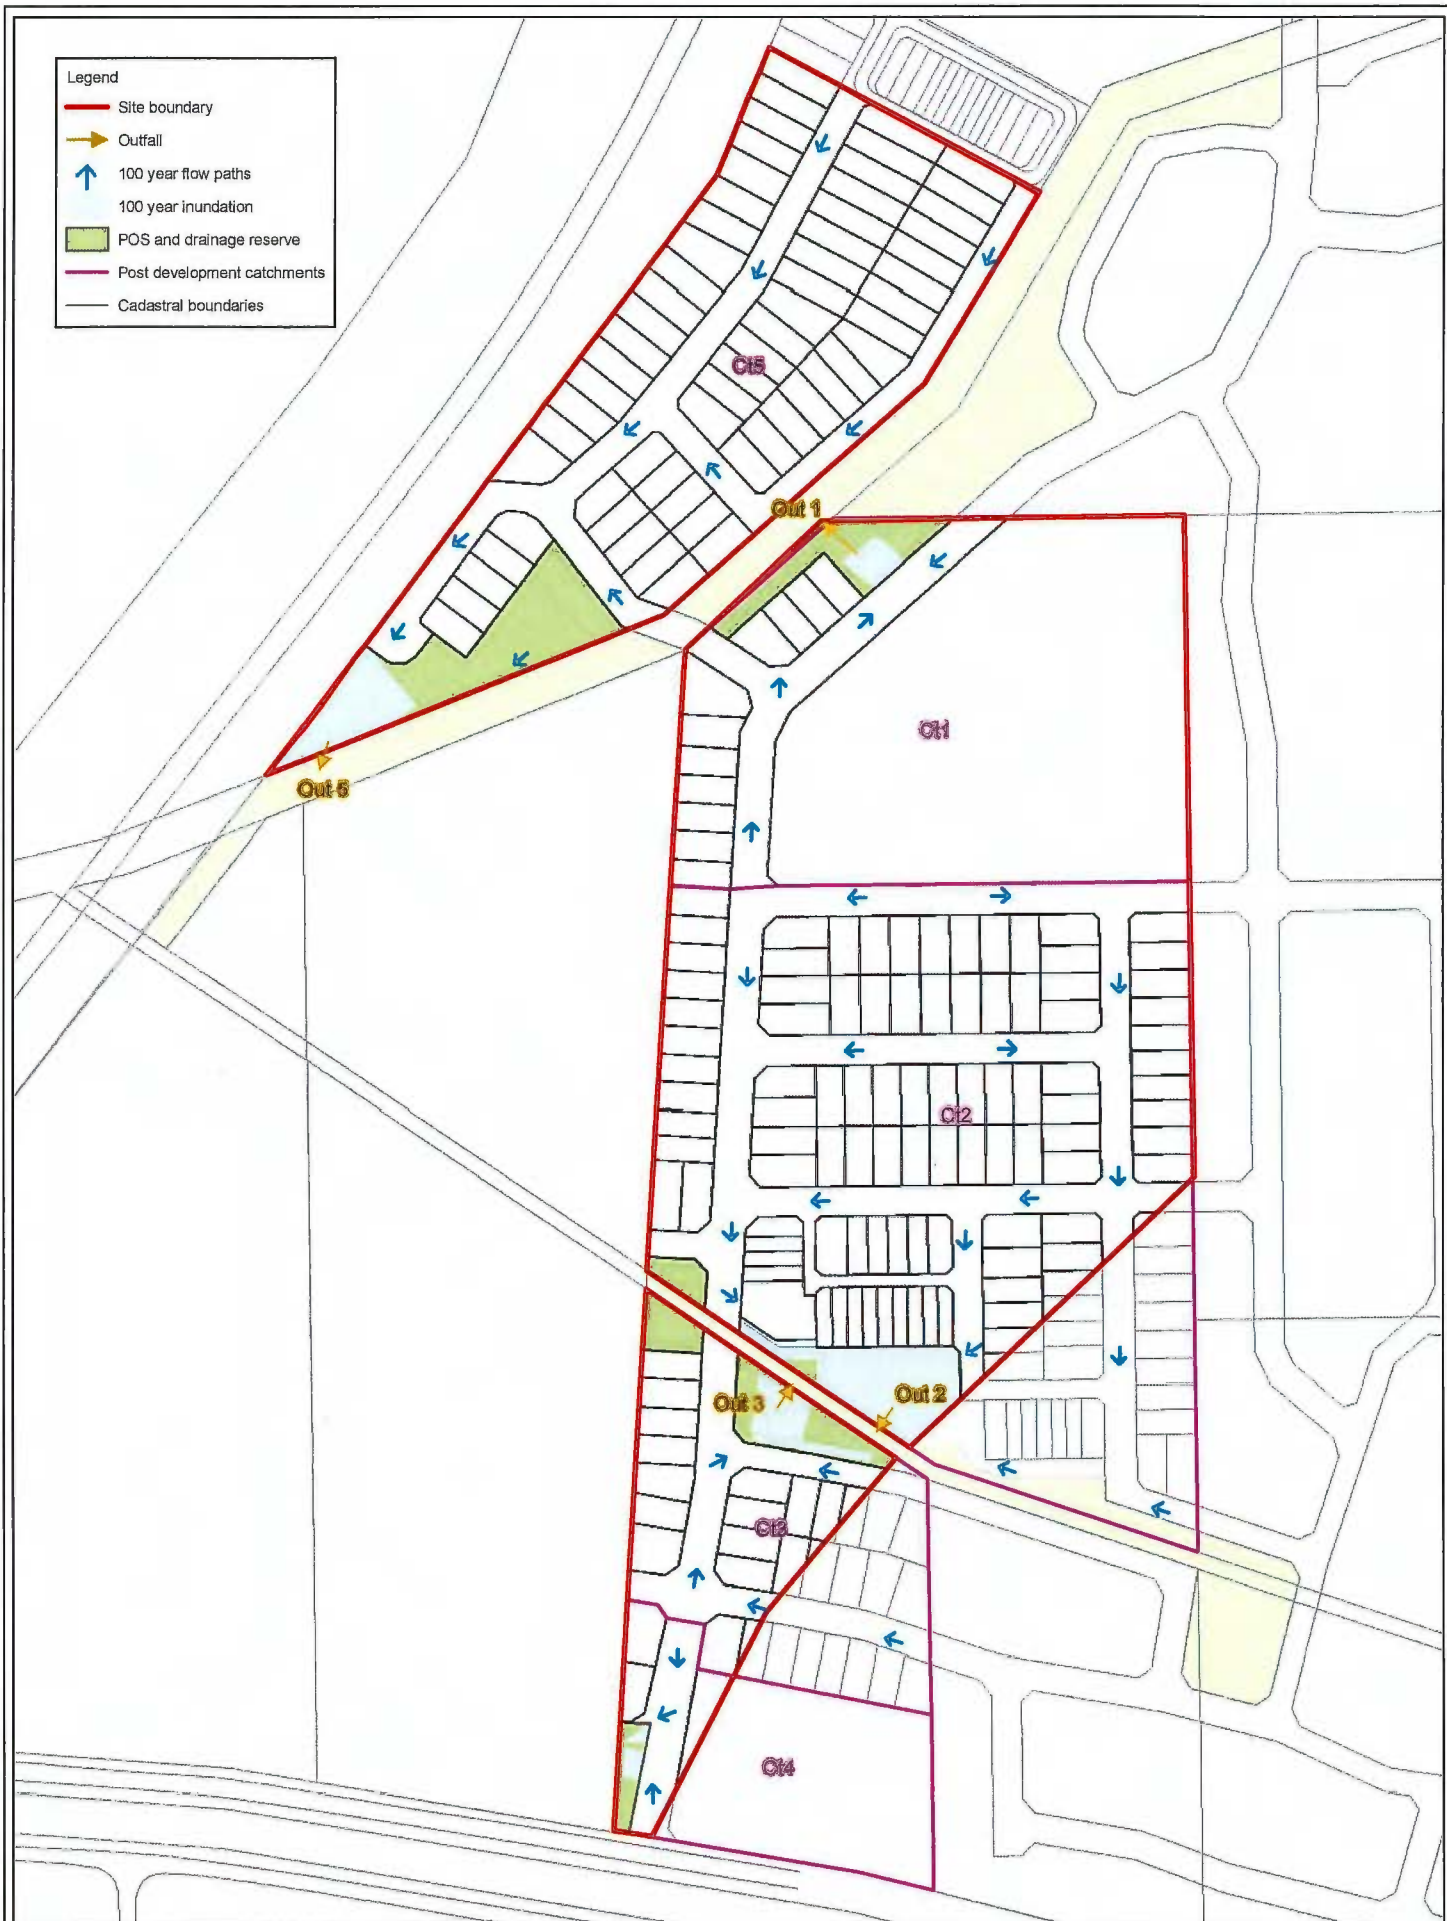 Legend
Site boundary
Outfall
100 year flow paths
100 year inundation
POS and drainage reserve
Post development catchments
Cadastral boundaries
Ct5
Out 1
Ct1
Out 5
Ct2
Out 3
Out 2
Ct3
Ct4